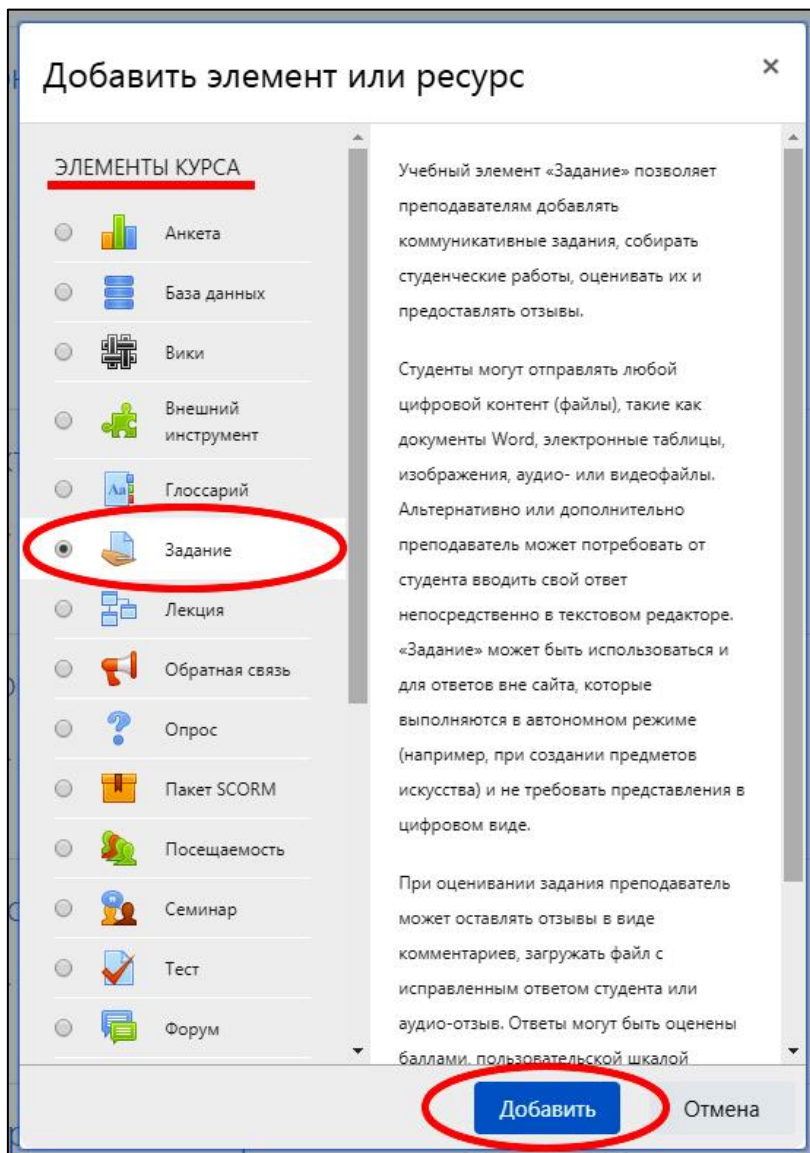 Добавить элемент или ресурс
×
ЭЛЕМЕНТЫ КУРСА
Анкета
База данных
Вики
Внешний
инструмент
Глоссарий
Задание
Лекция
Обратная связь
Опрос
Пакет SCORM
Посещаемость
Семинар
Тест
Форум
Учебный элемент «Задание» позволяет
преподавателям добавлять
коммуникативные задания, собирать
студенческие работы, оценивать их и
предоставлять отзывы.
Студенты могут отправлять любой
цифровой контент (файлы), такие как
документы Word, электронные таблицы,
изображения, аудио- или видеофайлы.
Альтернативно или дополнительно
преподаватель может потребовать от
студента вводить свой ответ
непосредственно в текстовом редакторе.
«Задание» может быть использоваться и
для ответов вне сайта, которые
выполняются в автономном режиме
(например, при создании предметов
искусства) и не требовать представления в
цифровом виде.
При оценивании задания преподаватель
может оставлять отзывы в виде
комментариев, загружать файл с
исправленным ответом студента или
аудио-отзыв. Ответы могут быть оценены
баллами, пользовательской шкалой
Добавить
Отмена